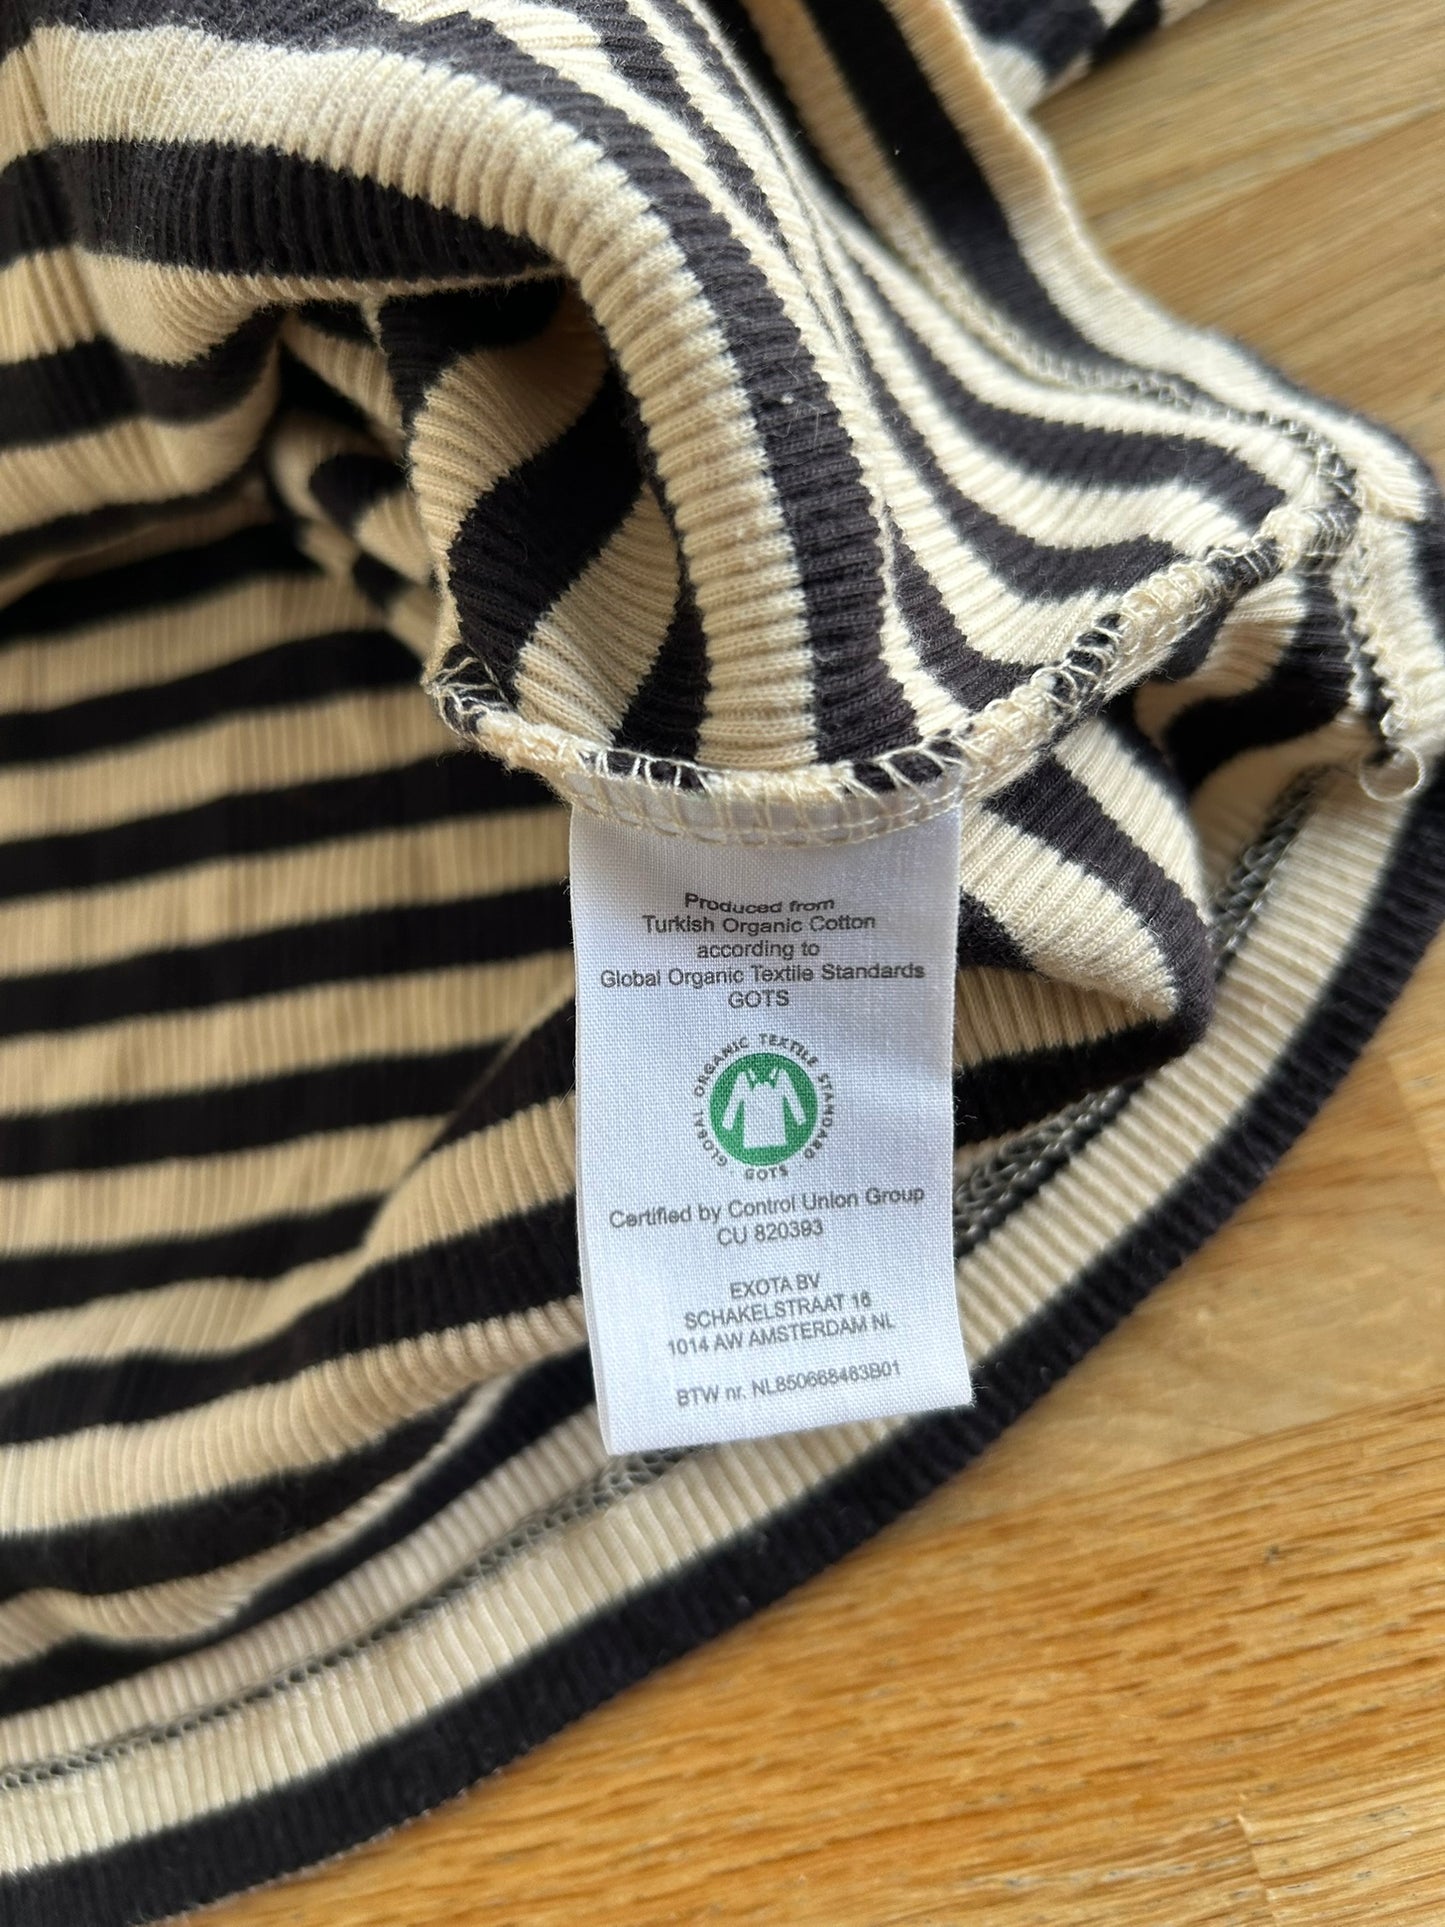 Produced from
Turkish Organic Cotton
according to
Global Organic Textile Standards
GOTS
GLOBAL ORGANIC TEXTILE STANDARD
GOTS
Certified by Control Union Group
CU 820393
EXOTA BV
SCHAKELSTRAAT 16
1014 AW AMSTERDAM NL
BTW nr. NL850668483B01